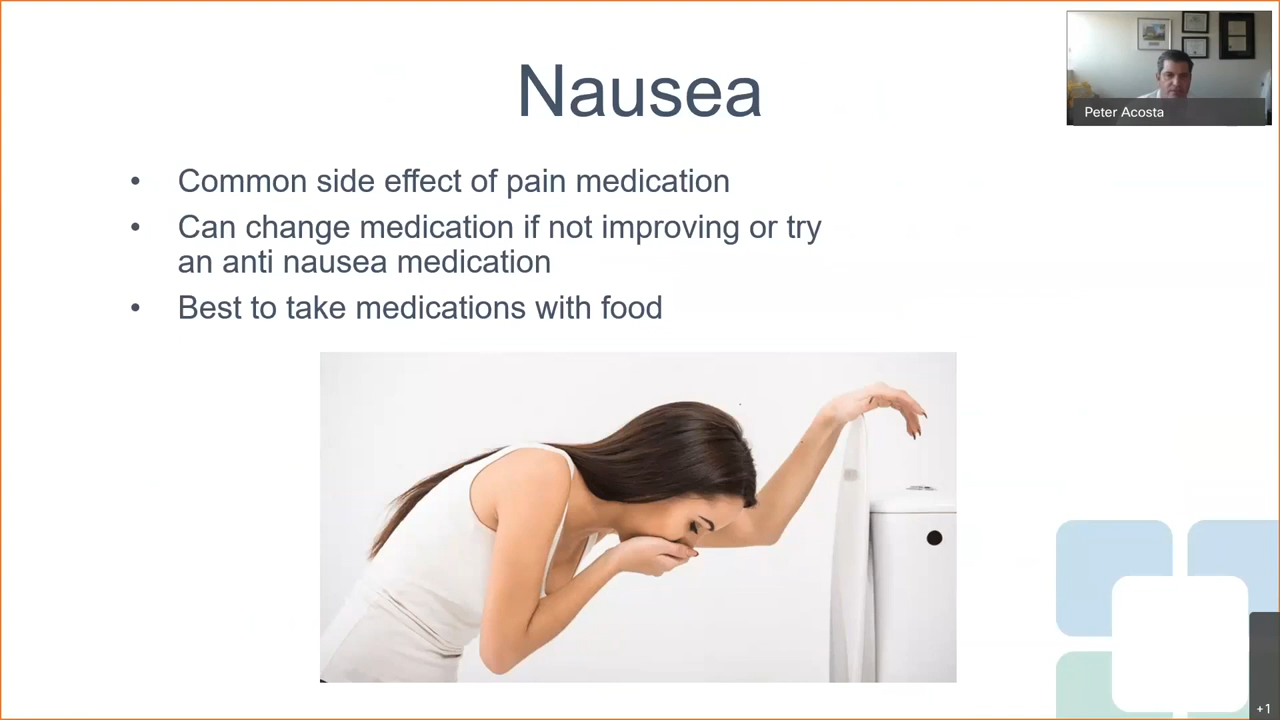 Nausea
Peter Acosta
• Common side effect of pain medication
• Can change medication if not improving or try
an anti nausea medication
• Best to take medications with food
+1